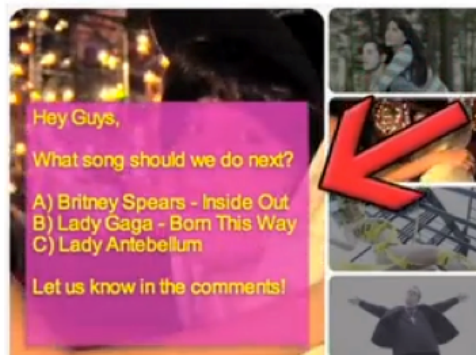 Hey Guys,
What song should we do next?
A) Britney Spears - Inside Out
B) Lady Gaga - Born This Way
C) Lady Antebellum
Let us know in the comments!